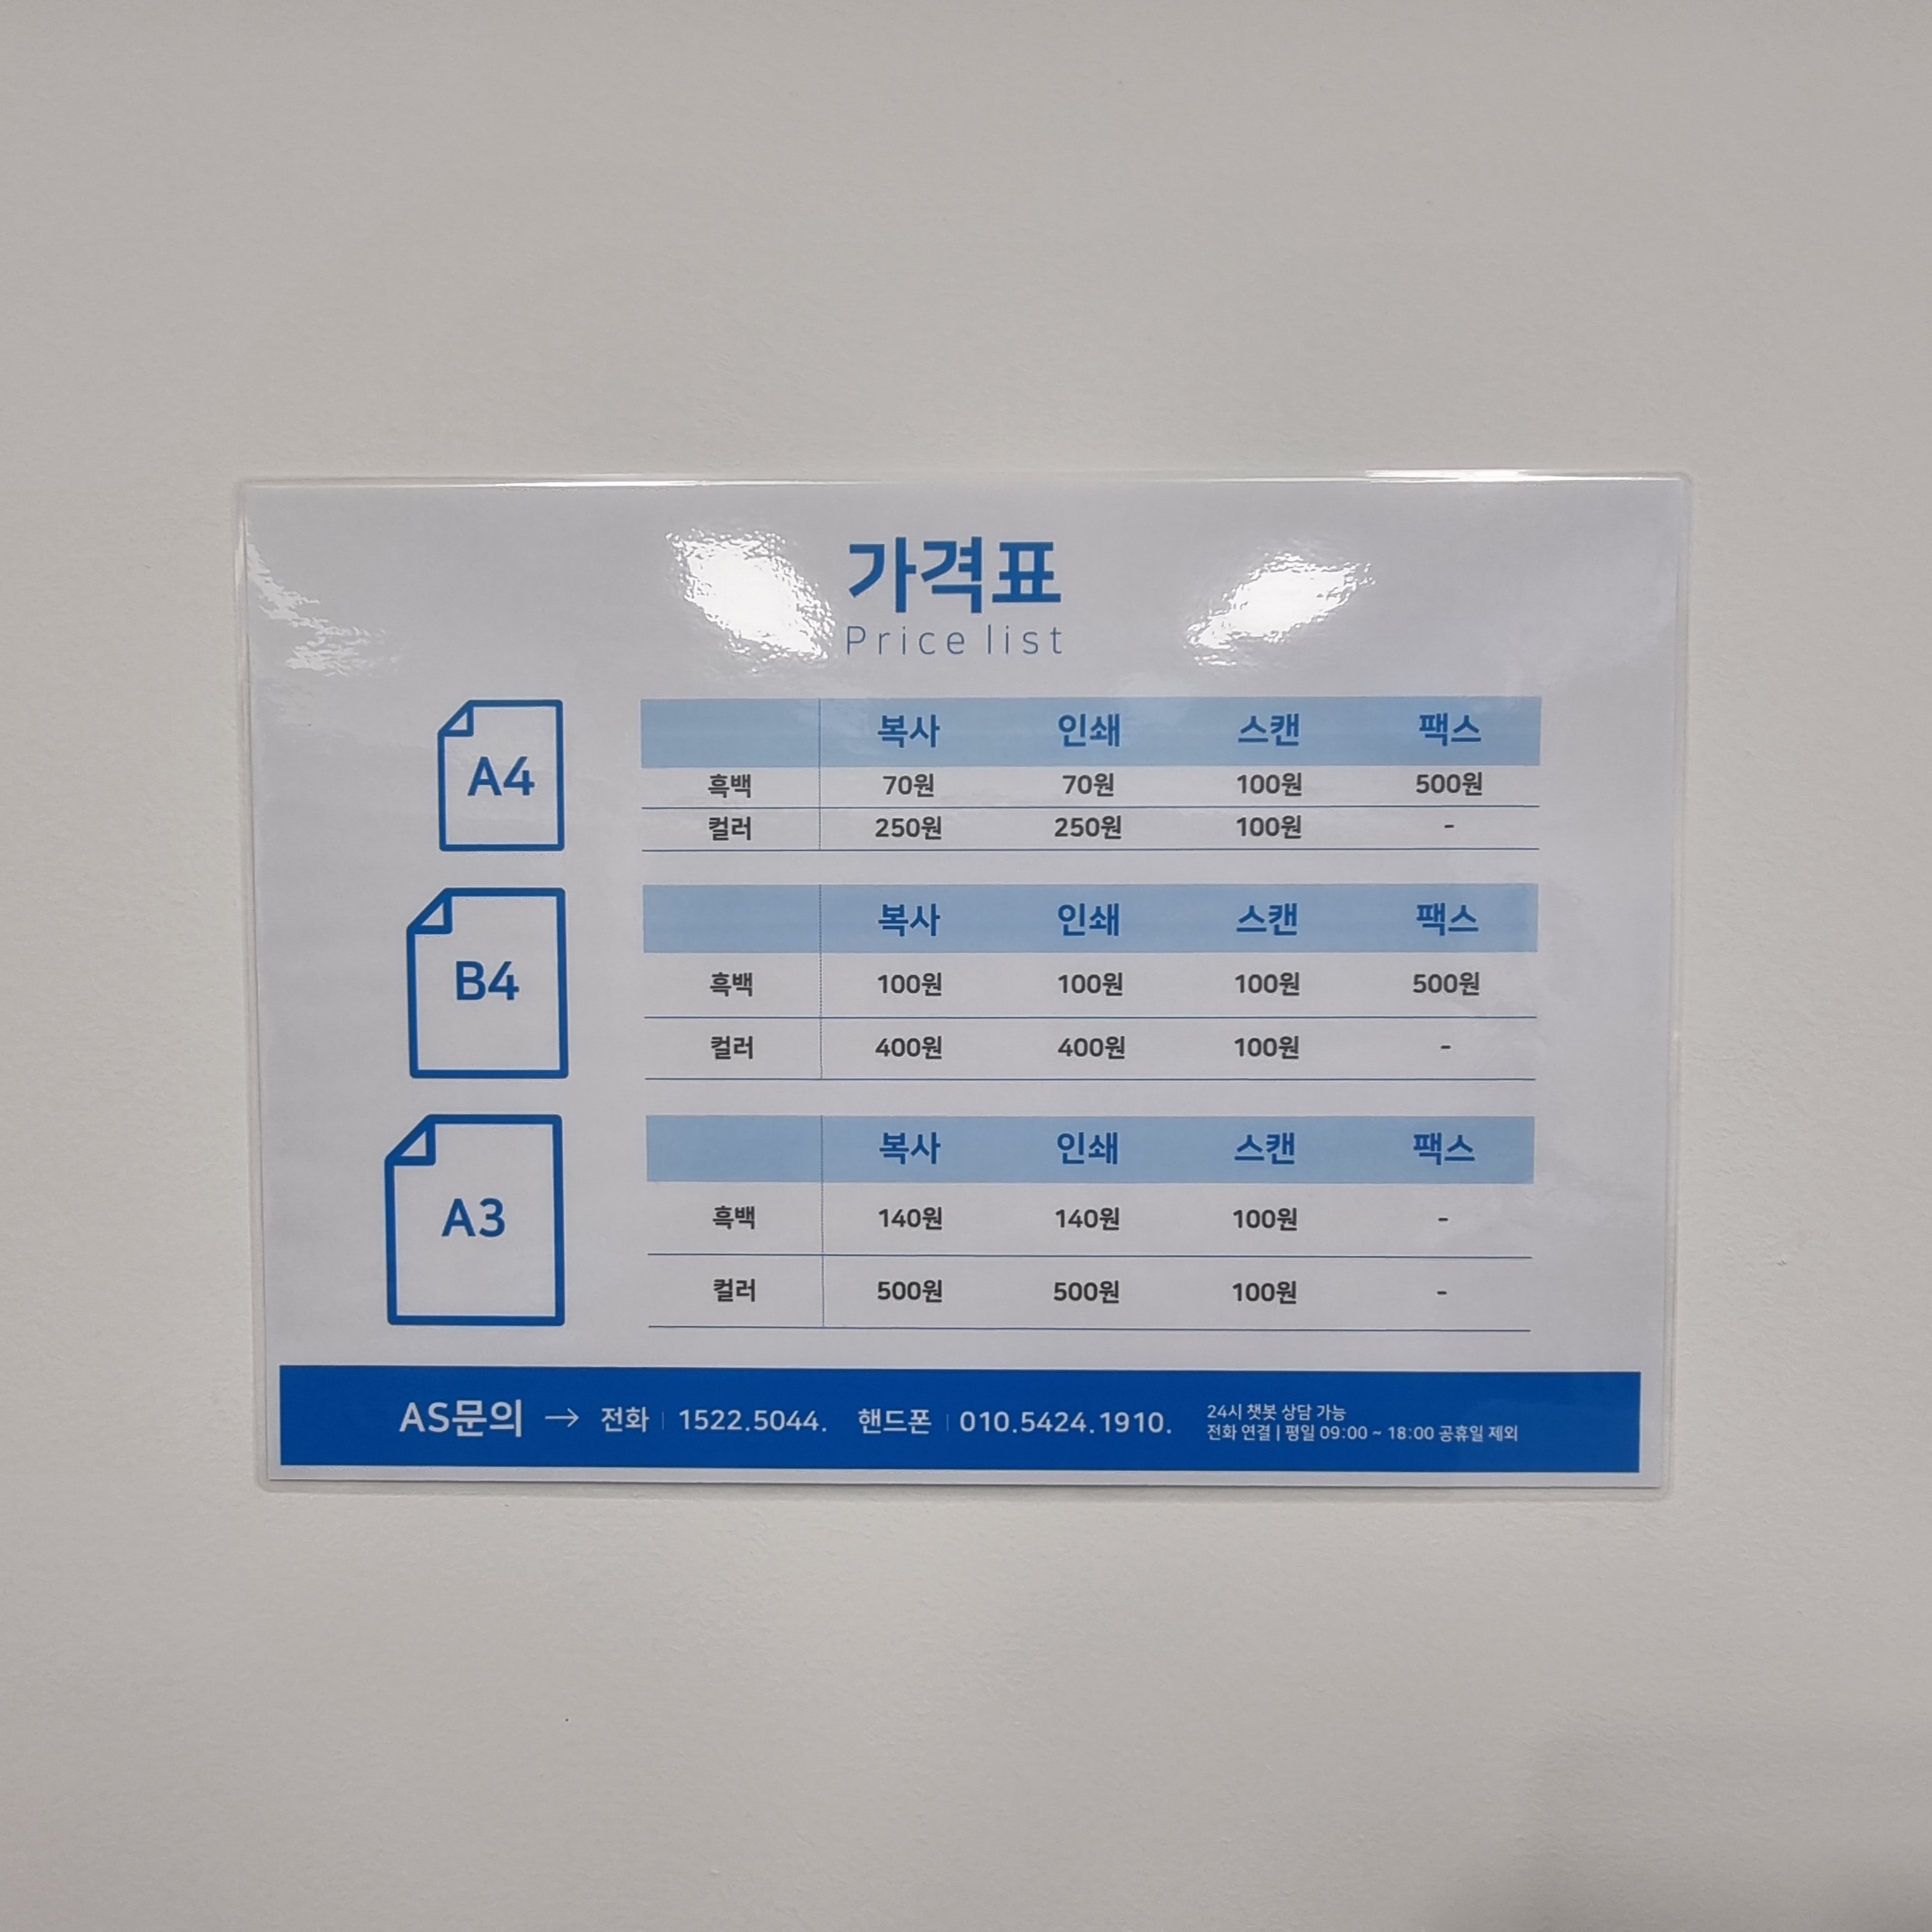 가격표
Price list
A4
복사 인쇄 스캔 팩스
흑백 70원 70원 100원 500원
컬러 250원 250원 100원 -
B4
복사 인쇄 스캔 팩스
흑백 100원 100원 100원 500원
컬러 400원 400원 100원 -
A3
복사 인쇄 스캔 팩스
흑백 140원 140원 100원 -
컬러 500원 500원 100원 -
AS문의 → 전화 | 1522.5044. 핸드폰 | 010.5424.1910.
24시 챗봇 상담 가능
전화 연결 | 평일 09:00 ~ 18:00 공휴일 제외